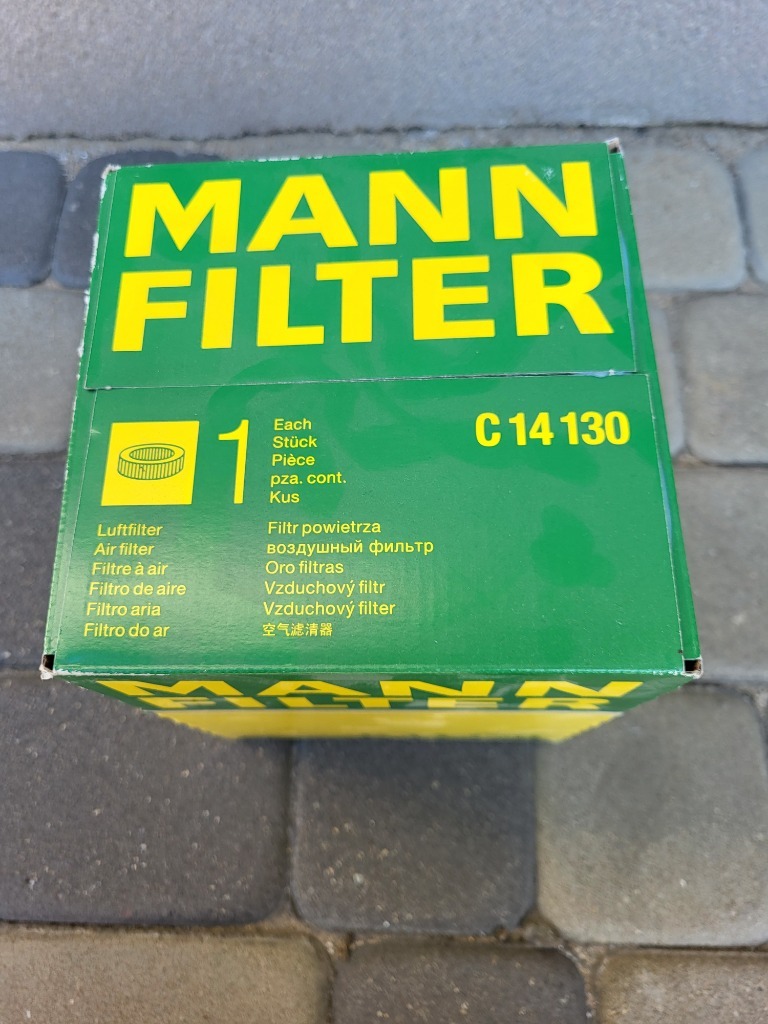 MANN
FILTER
C 14 130
1
Each
Stück
Pièce
pza. cont.
Kus
Luftfilter
Air filter
Filtre à air
Filtro de aire
Filtro aria
Filtro do ar
Filtr powietrza
воздушный фильтр
Oro filtras
Vzduchový filtr
Vzduchový filter
空气滤清器
MANN
FILTER